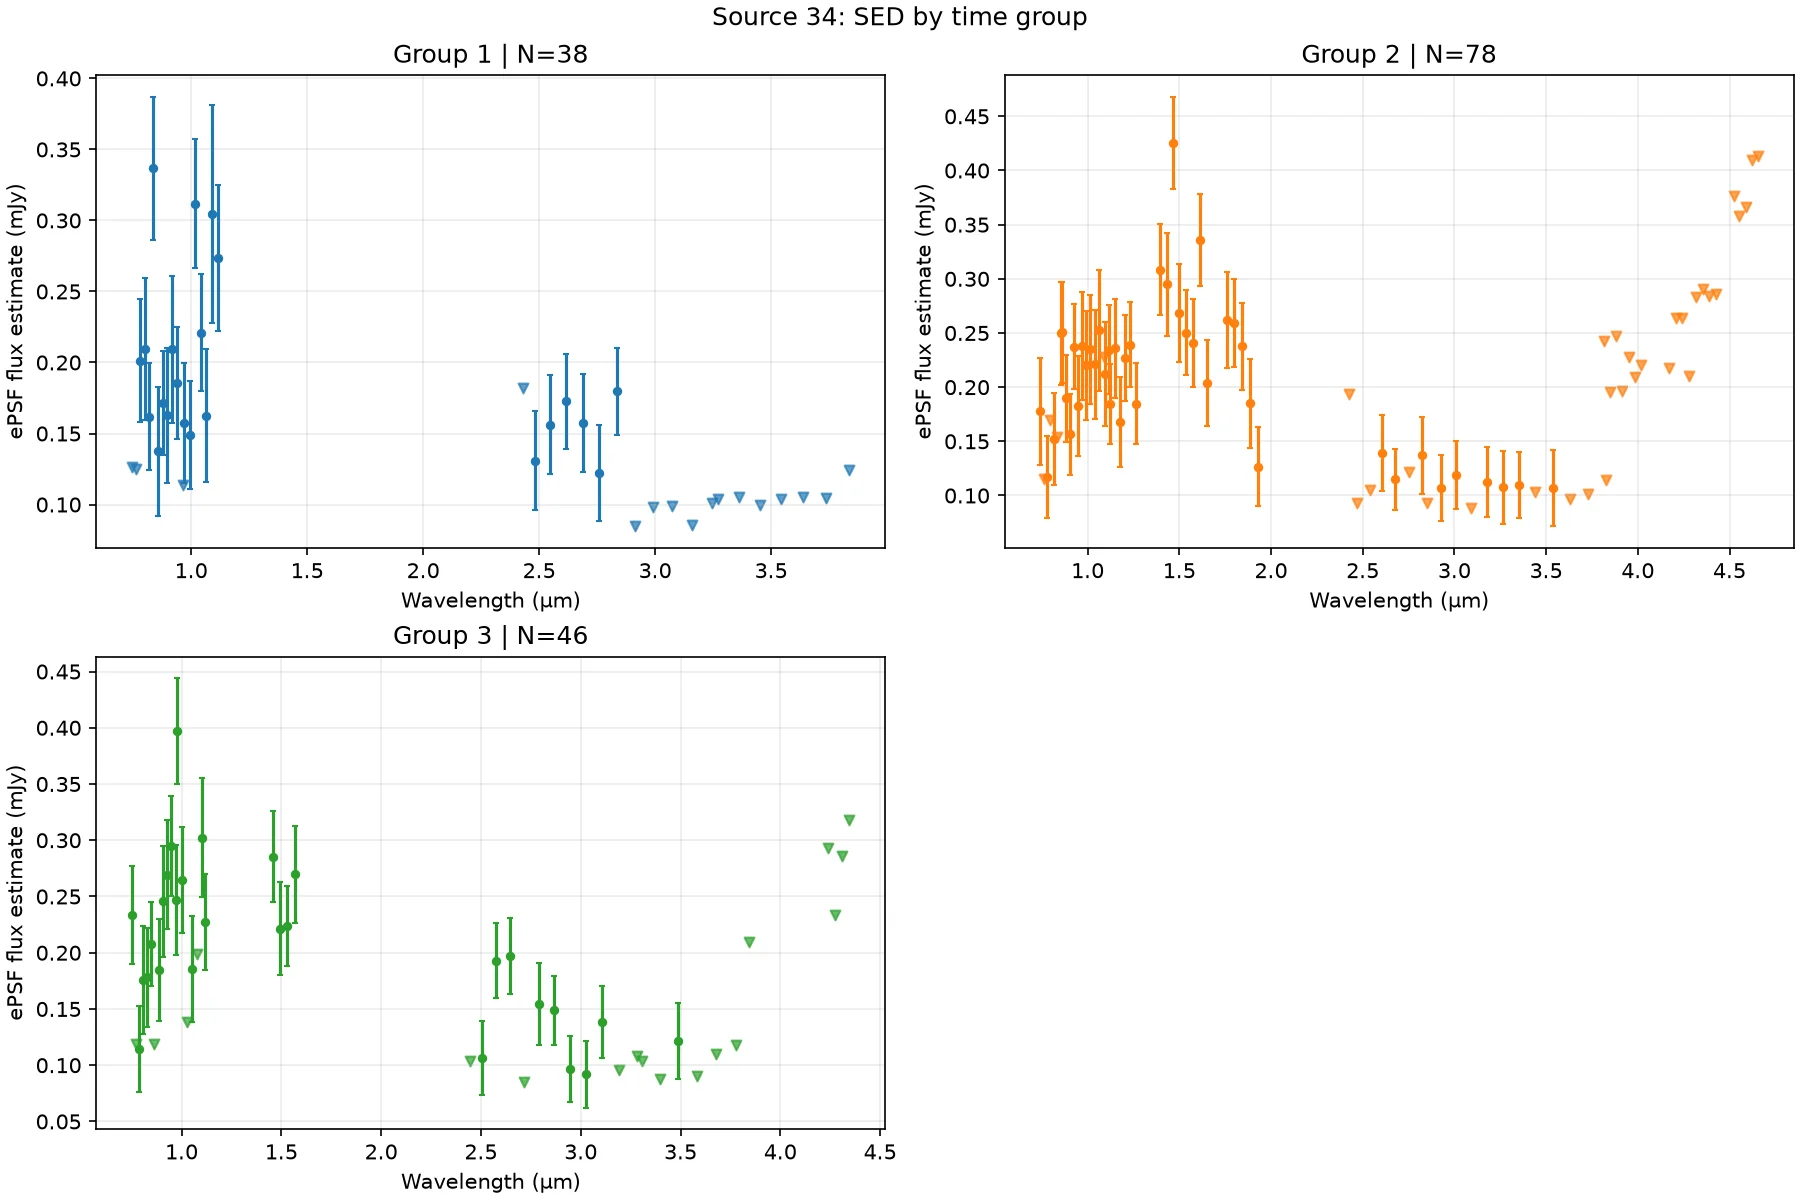 Source 34: SED by time group
Group 1 | N=38
ePSF flux estimate (mJy)
0.40
0.35
0.30
0.25
0.20
0.15
0.10
1.0 1.5 2.0 2.5 3.0 3.5
Wavelength (µm)
Group 2 | N=78
ePSF flux estimate (mJy)
0.45
0.40
0.35
0.30
0.25
0.20
0.15
0.10
1.0 1.5 2.0 2.5 3.0 3.5 4.0 4.5
Wavelength (µm)
Group 3 | N=46
ePSF flux estimate (mJy)
0.45
0.40
0.35
0.30
0.25
0.20
0.15
0.10
0.05
1.0 1.5 2.0 2.5 3.0 3.5 4.0 4.5
Wavelength (µm)